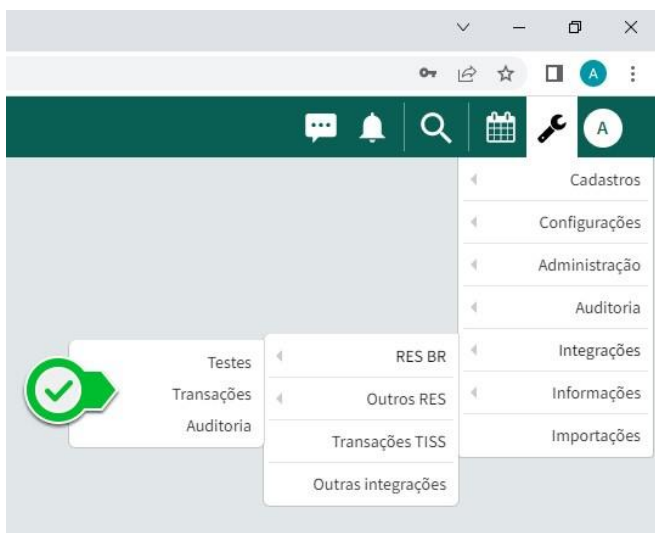 A
A
Cadastros
Configurações
Administração
Auditoria
Integrações
Informações
Importações
RES BR
Outros RES
Transações TISS
Outras integrações
Testes
Transações
Auditoria